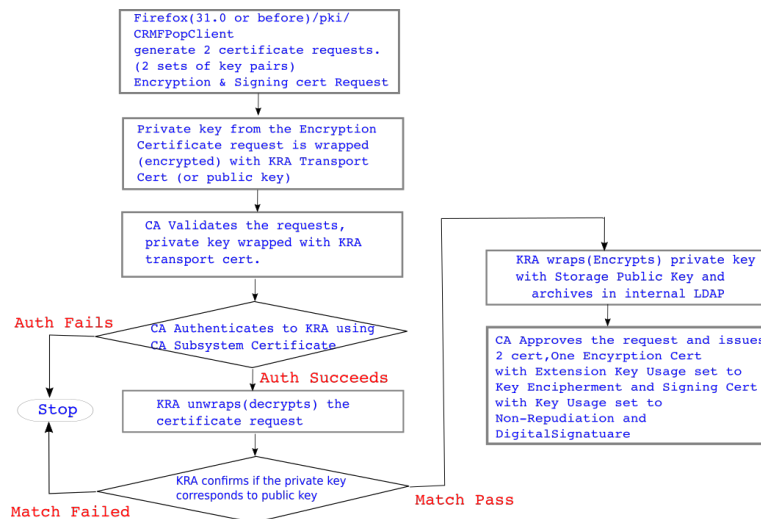 Firefox(31.0 or before)/pki/
CRMFPopClient
generate 2 certificate requests.
(2 sets of key pairs)
Encryption & Signing cert Request
Private key from the Encryption
Certificate request is wrapped
(encrypted) with KRA Transport
Cert (or public key)
CA Validates the requests,
private key wrapped with KRA
transport cert.
CA Authenticates to KRA using
CA Subsystem Certificate
Auth Fails
Auth Succeeds
Stop
KRA unwraps(decrypts) the
certificate request
KRA confirms if the private key
corresponds to public key
Match Failed
Match Pass
KRA wraps(Encrypts) private key
with Storage Public Key and
archives in internal LDAP
CA Approves the request and issues
2 cert,One Encyrption Cert
with Extension Key Usage set to
Key Encipherment and Signing Cert
with Key Usage set to
Non-Repudiation and
DigitalSignatuare